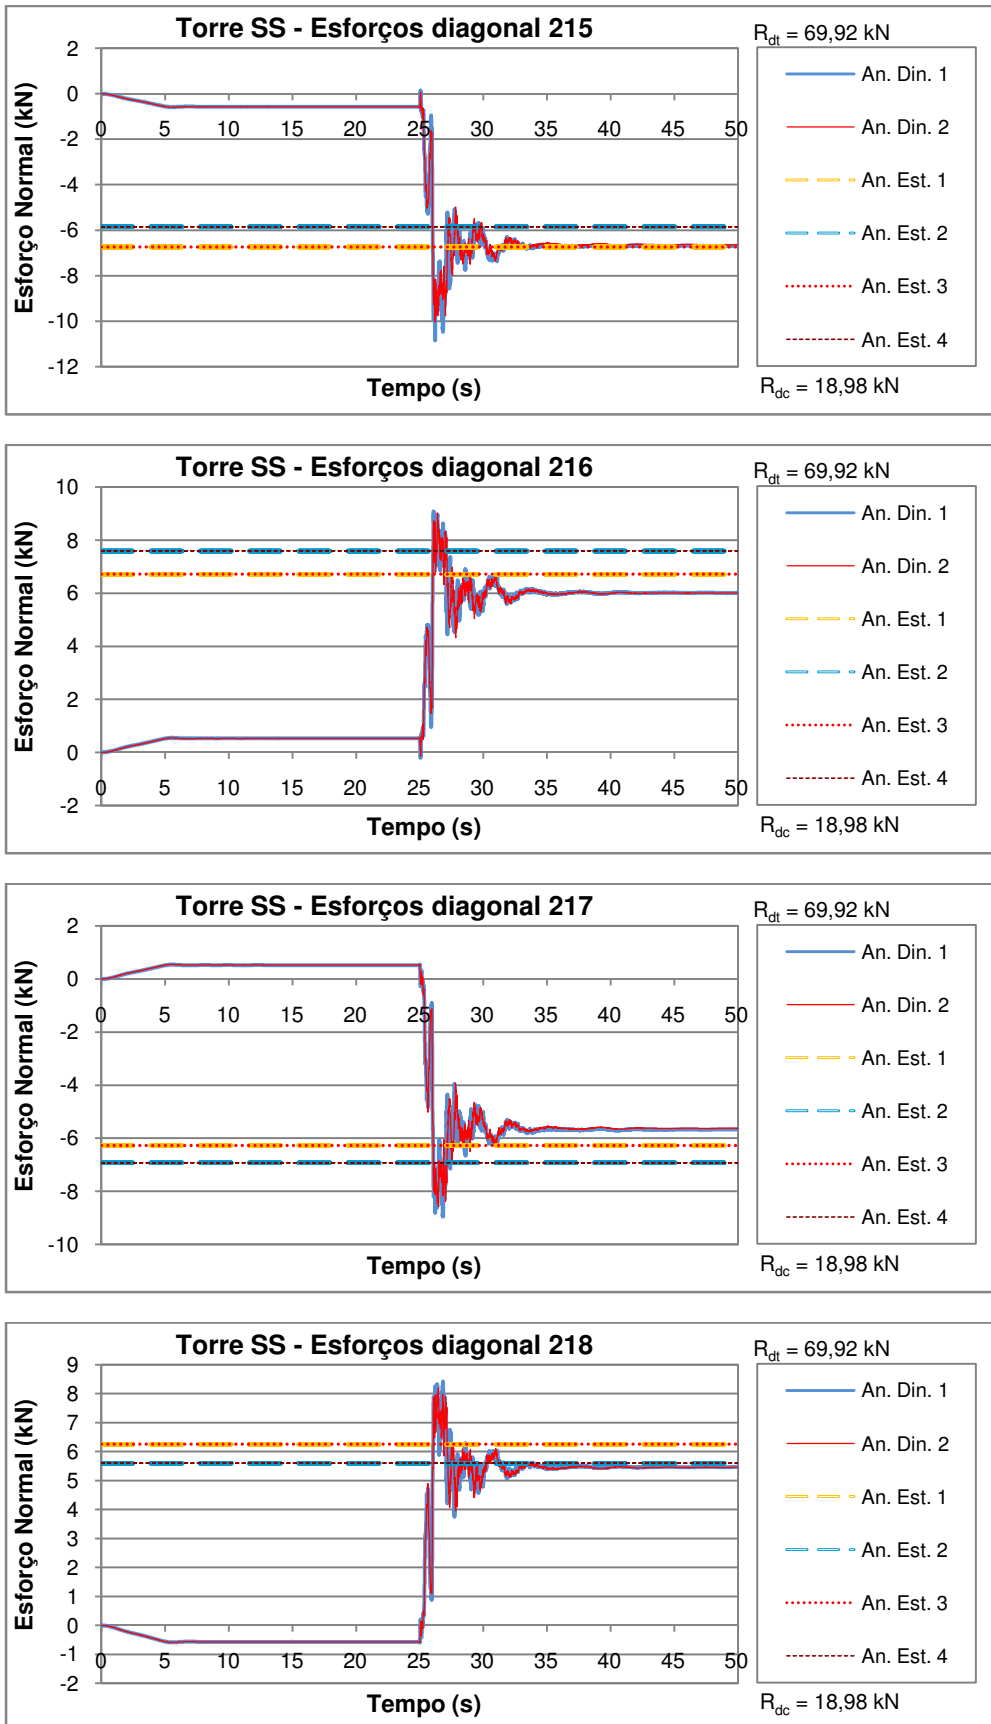 Torre SS - Esforços diagonal 215
R_dt = 69,92 kN
Esforço Normal (kN)
2
0
-2
-4
-6
-8
-10
-12
0 5 10 15 20 25 30 35 40 45 50
Tempo (s)
An. Din. 1
An. Din. 2
An. Est. 1
An. Est. 2
An. Est. 3
An. Est. 4
R_dc = 18,98 kN
Torre SS - Esforços diagonal 216
R_dt = 69,92 kN
Esforço Normal (kN)
10
8
6
4
2
0
-2
0 5 10 15 20 25 30 35 40 45 50
Tempo (s)
An. Din. 1
An. Din. 2
An. Est. 1
An. Est. 2
An. Est. 3
An. Est. 4
R_dc = 18,98 kN
Torre SS - Esforços diagonal 217
R_dt = 69,92 kN
Esforço Normal (kN)
2
0
-2
-4
-6
-8
-10
0 5 10 15 20 25 30 35 40 45 50
Tempo (s)
An. Din. 1
An. Din. 2
An. Est. 1
An. Est. 2
An. Est. 3
An. Est. 4
R_dc = 18,98 kN
Torre SS - Esforços diagonal 218
R_dt = 69,92 kN
Esforço Normal (kN)
9
8
7
6
5
4
3
2
1
0
-1
-2
0 5 10 15 20 25 30 35 40 45 50
Tempo (s)
An. Din. 1
An. Din. 2
An. Est. 1
An. Est. 2
An. Est. 3
An. Est. 4
R_dc = 18,98 kN